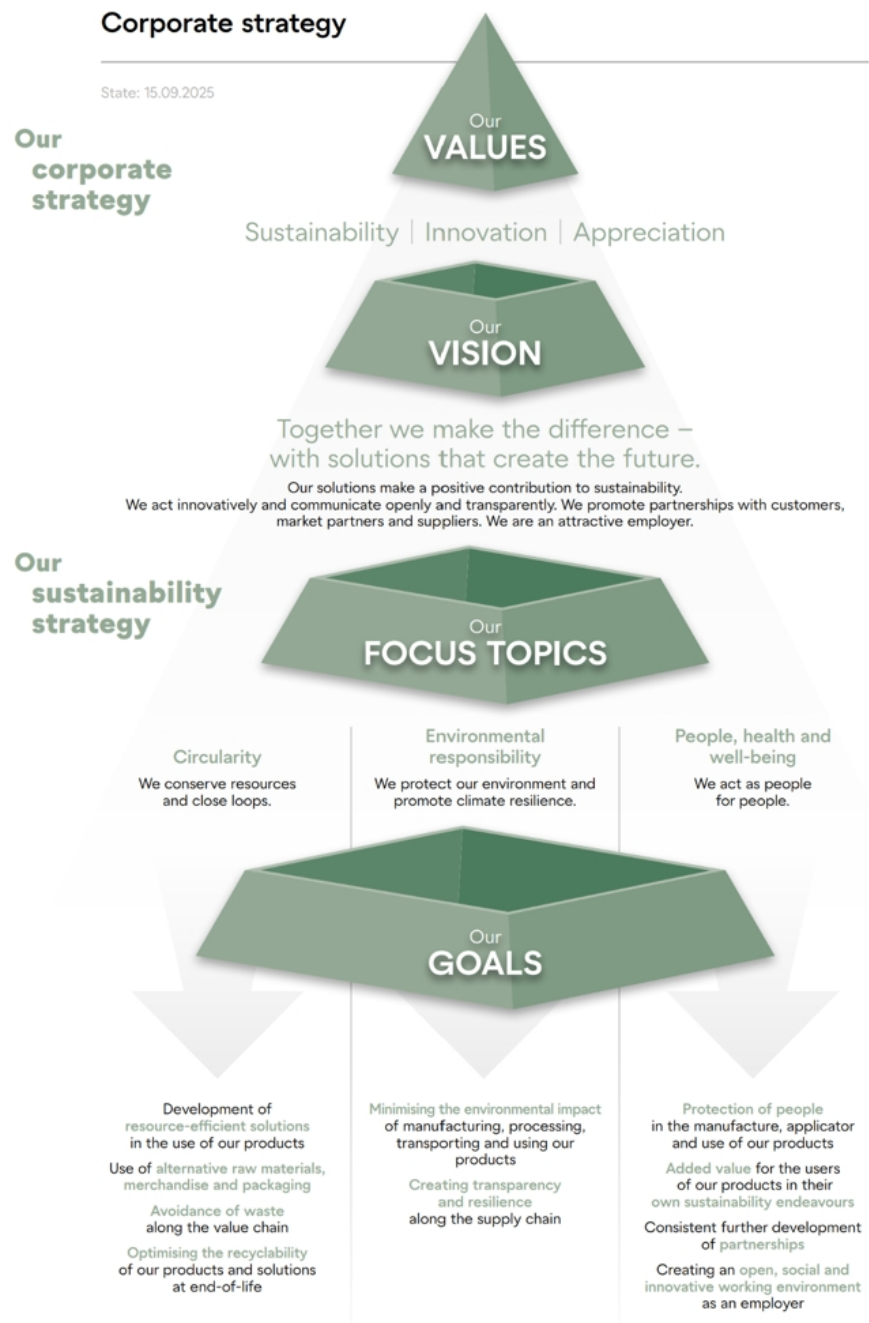 Corporate strategy
State: 15.09.2025
Our
corporate
strategy
Our
VALUES
Sustainability | Innovation | Appreciation
Our
VISION
Together we make the difference –
with solutions that create the future.
Our solutions make a positive contribution to sustainability.
We act innovatively and communicate openly and transparently. We promote partnerships with customers,
market partners and suppliers. We are an attractive employer.
Our
sustainability
strategy
Our
FOCUS TOPICS
Circularity
We conserve resources
and close loops.
Environmental
responsibility
We protect our environment and
promote climate resilience.
People, health and
well-being
We act as people
for people.
Our
GOALS
Development of
resource-efficient solutions
in the use of our products
Use of alternative raw materials,
merchandise and packaging
Avoidance of waste
along the value chain
Optimising the recyclability
of our products and solutions
at end-of-life
Minimising the environmental impact
of manufacturing, processing,
transporting and using our
products
Creating transparency
and resilience
along the supply chain
Protection of people
in the manufacture, applicator
and use of our products
Added value for the users
of our products in their
own sustainability endeavours
Consistent further development
of partnerships
Creating an open, social and
innovative working environment
as an employer